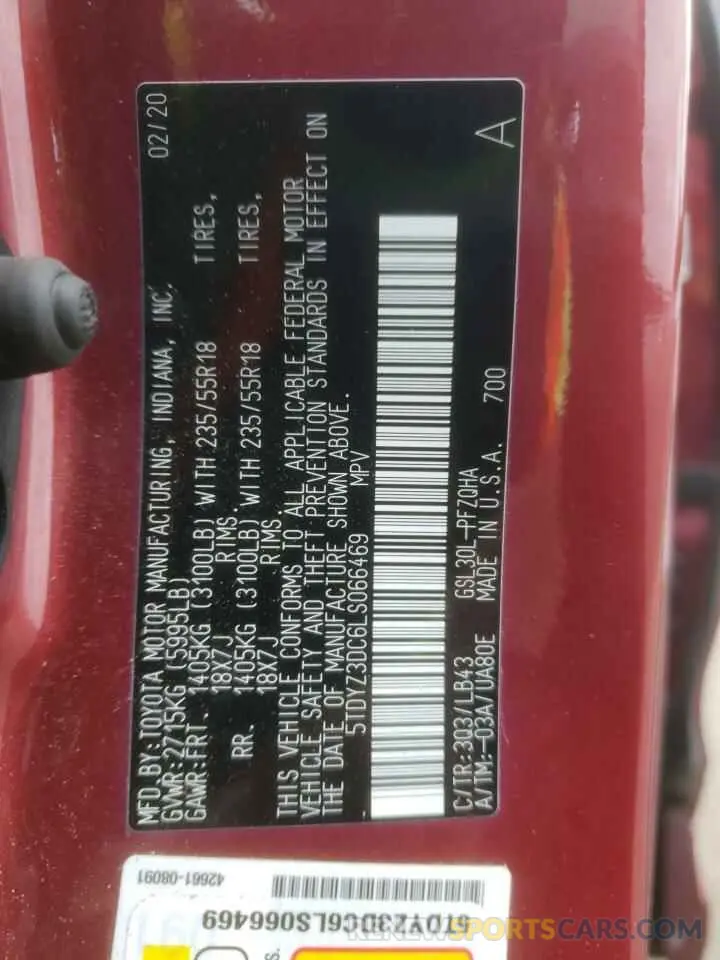 MFD.BY:TOYOTA MOTOR MANUFACTURING, INDIANA, INC. 02/20
GVWR:2715KG (5995LB)
GAWR:FRT. 1405KG (3100LB) WITH 235/55R18 TIRES,
18X7J RIMS.
RR. 1405KG (3100LB) WITH 235/55R18 TIRES,
18X7J RIMS.
THIS VEHICLE CONFORMS TO ALL APPLICABLE FEDERAL MOTOR
VEHICLE SAFETY AND THEFT PREVENTION STANDARDS IN EFFECT ON
THE DATE OF MANUFACTURE SHOWN ABOVE.
5TDYZ3DC6LS066469 MPV
C/TR:3Q3/LB43 GSL30L-PFZQHA
A/TM:-03A/UA80E MADE IN U.S.A. 700 A
42661-08091
5TDYZ3DC6LS066469
RENEWSPORTSCARS.COM